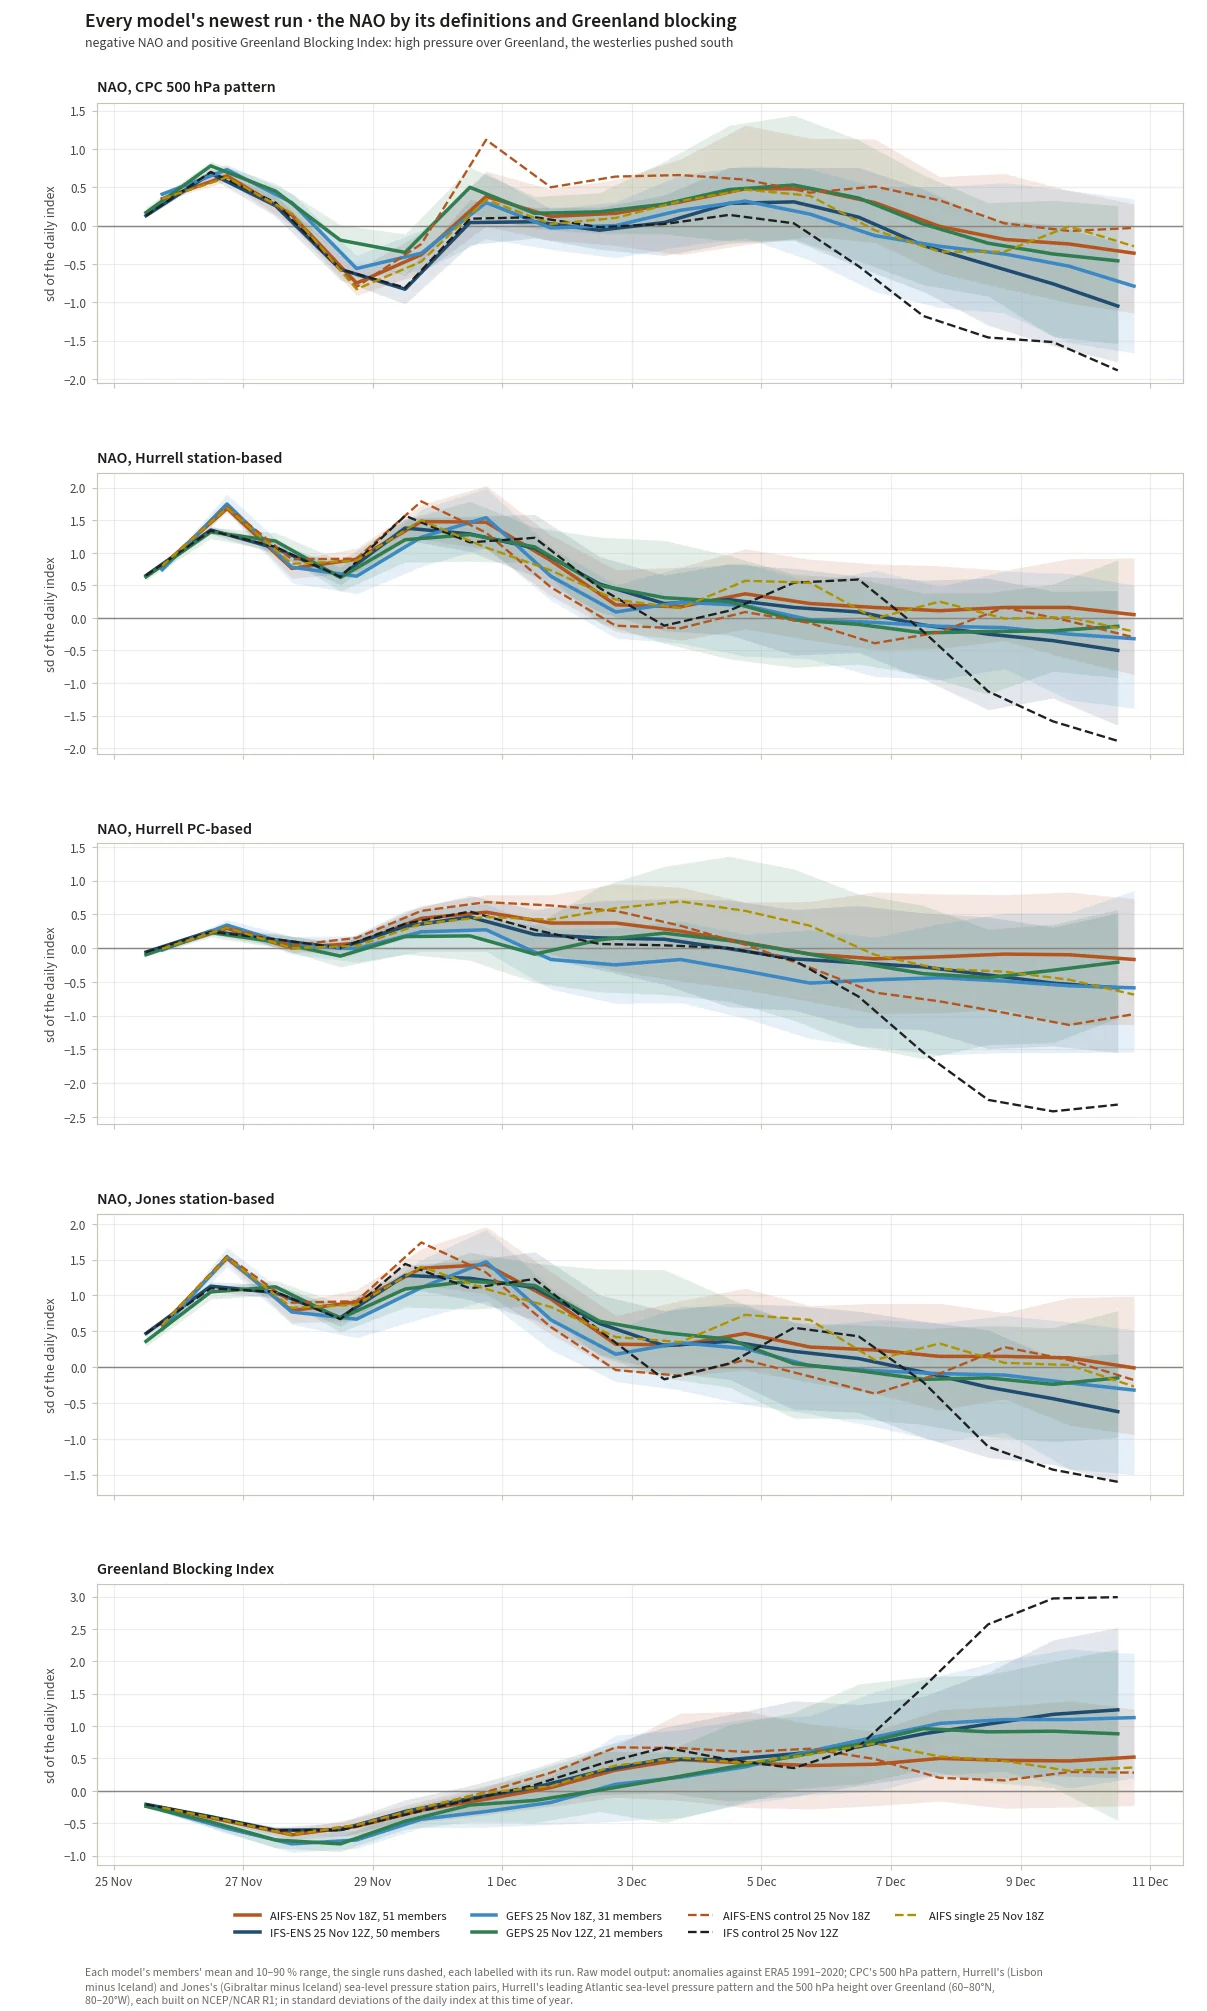 Every model's newest run · the NAO by its definitions and Greenland blocking
negative NAO and positive Greenland Blocking Index: high pressure over Greenland, the westerlies pushed south
NAO, CPC 500 hPa pattern
sd of the daily index
1.5
1.0
0.5
0.0
−0.5
−1.0
−1.5
−2.0
NAO, Hurrell station-based
sd of the daily index
2.0
1.5
1.0
0.5
0.0
−0.5
−1.0
−1.5
−2.0
NAO, Hurrell PC-based
sd of the daily index
1.5
1.0
0.5
0.0
−0.5
−1.0
−1.5
−2.0
−2.5
NAO, Jones station-based
sd of the daily index
2.0
1.5
1.0
0.5
0.0
−0.5
−1.0
−1.5
Greenland Blocking Index
sd of the daily index
3.0
2.5
2.0
1.5
1.0
0.5
0.0
−0.5
−1.0
25 Nov 27 Nov 29 Nov 1 Dec 3 Dec 5 Dec 7 Dec 9 Dec 11 Dec
AIFS-ENS 25 Nov 18Z, 51 members GEFS 25 Nov 18Z, 31 members AIFS-ENS control 25 Nov 18Z AIFS single 25 Nov 18Z
IFS-ENS 25 Nov 12Z, 50 members GEPS 25 Nov 12Z, 21 members IFS control 25 Nov 12Z
Each model's members' mean and 10–90 % range, the single runs dashed, each labelled with its run. Raw model output: anomalies against ERA5 1991–2020; CPC's 500 hPa pattern, Hurrell's (Lisbon
minus Iceland) and Jones's (Gibraltar minus Iceland) sea-level pressure station pairs, Hurrell's leading Atlantic sea-level pressure pattern and the 500 hPa height over Greenland (60–80°N,
80–20°W), each built on NCEP/NCAR R1; in standard deviations of the daily index at this time of year.